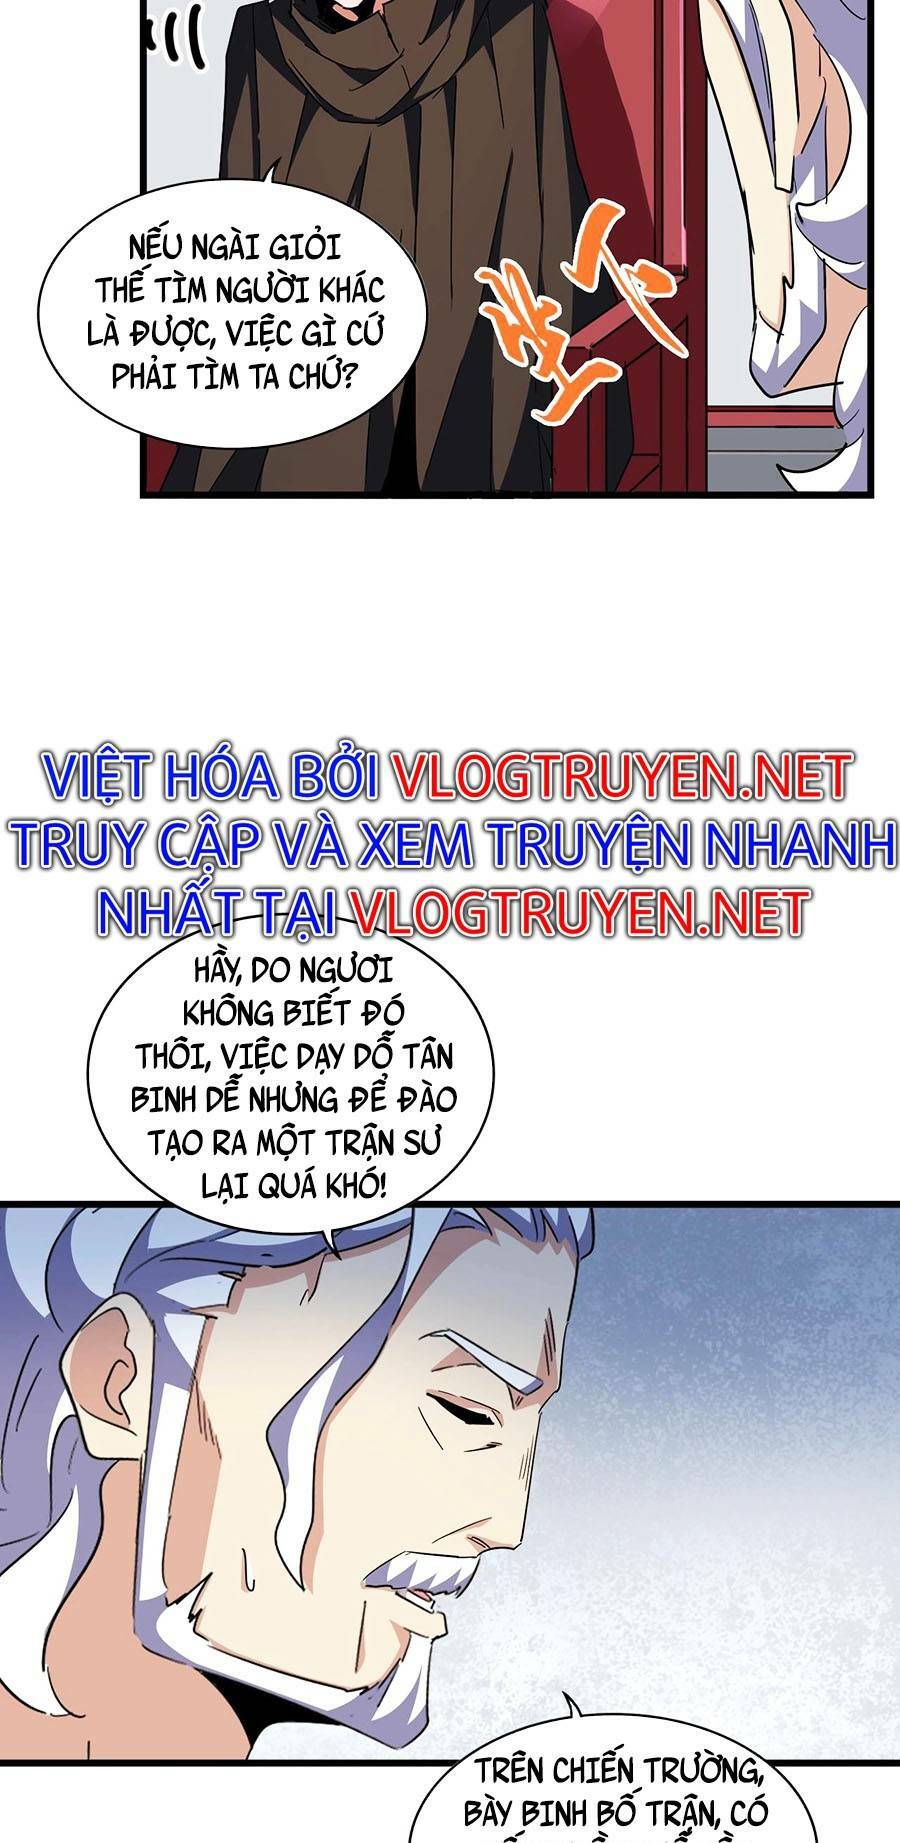 NẾU NGÀI GIỎI
THẾ TÌM NGƯỜI KHÁC
LÀ ĐƯỢC, VIỆC GÌ CỨ
PHẢI TÌM TA CHỨ?
VIỆT HÓA BỞI VLOGTRUYEN.NET
TRUY CẬP VÀ XEM TRUYỆN NHANH
NHẤT TẠI VLOGTRUYEN.NET
HẦY, DO NGƯƠI
KHÔNG BIẾT ĐÓ
THÔI, VIỆC DẠY DỖ TÂN
BINH DỄ NHƯNG ĐỂ ĐÀO
TẠO RA MỘT TRẬN SƯ
LẠI QUÁ KHÓ!
TRÊN CHIẾN TRƯỜNG,
BÀY BINH BỐ TRẬN, CÓ